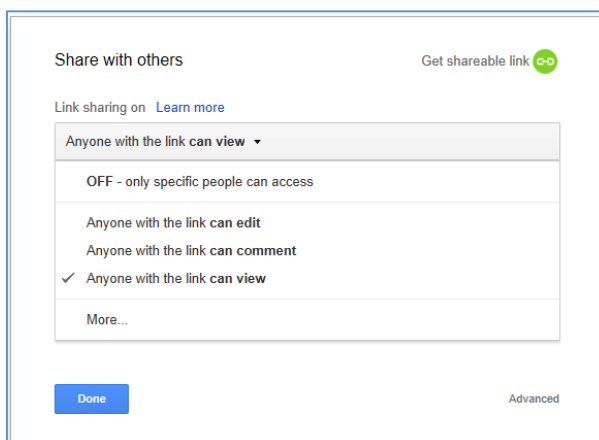 Share with others
Get shareable link
Link sharing on Learn more
Anyone with the link can view
OFF - only specific people can access
Anyone with the link can edit
Anyone with the link can comment
Anyone with the link can view
More...
Done
Advanced